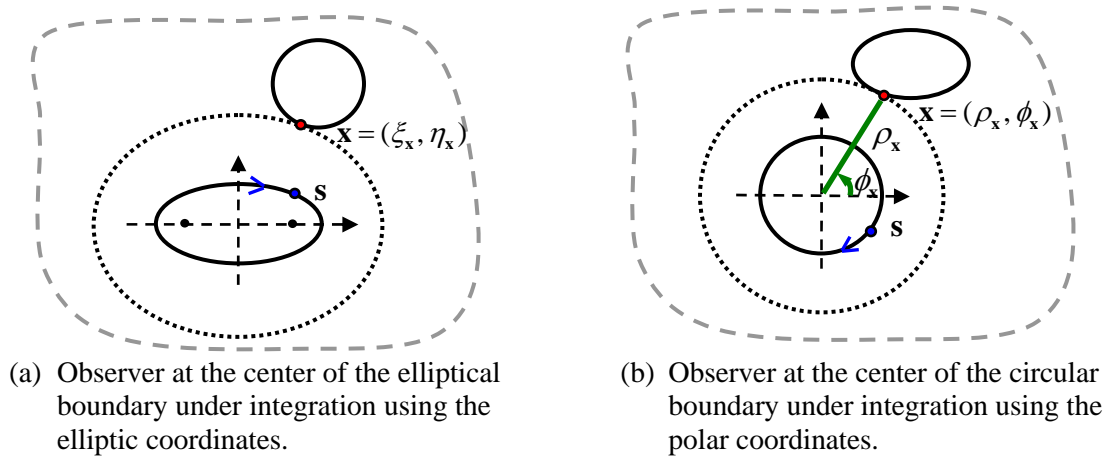 x = (ξx, ηx)
s
x = (ρx, ϕx)
ρx
ϕx
s
(a) Observer at the center of the elliptical
boundary under integration using the
elliptic coordinates.
(b) Observer at the center of the circular
boundary under integration using the
polar coordinates.